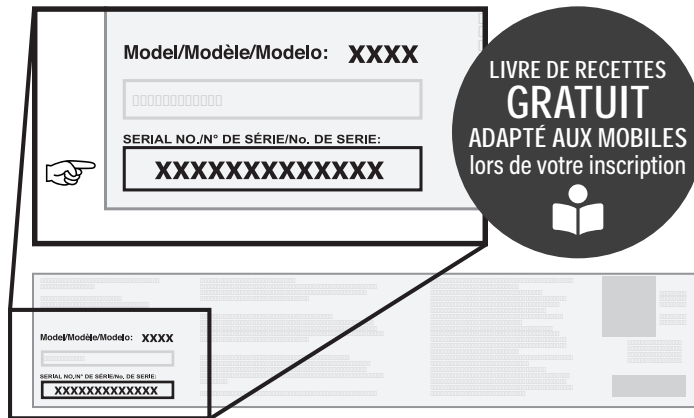 Model/Modèle/Modelo: XXXX
SERIAL NO./N° DE SÉRIE/No. DE SERIE:
XXXXXXXXXXXXX
LIVRE DE RECETTES
GRATUIT
ADAPTÉ AUX MOBILES
lors de votre inscription
Model/Modèle/Modelo: XXXX
SERIAL NO./N° DE SÉRIE/No. DE SERIE:
XXXXXXXXXXXXX